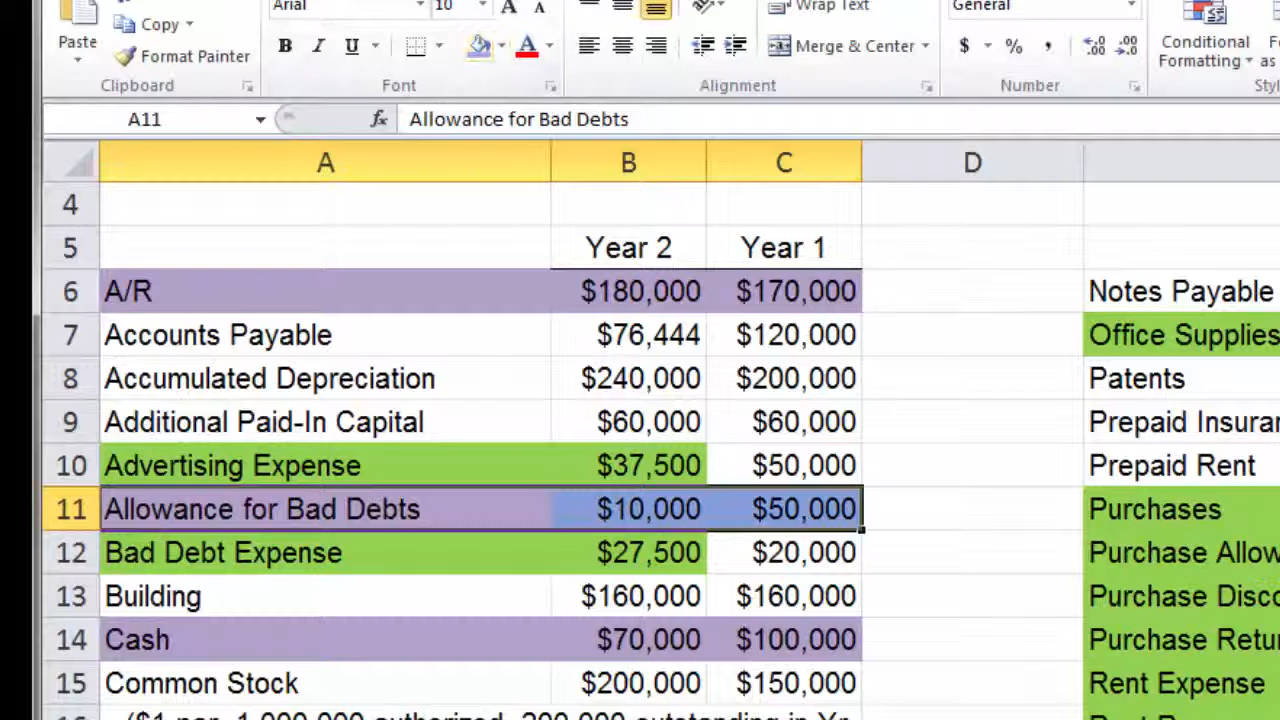 Arial 10 A A Wrap Text General
Paste Copy
Format Painter
B I U A Merge & Center $ % , Conditional
Formatting as
Clipboard Font Alignment Number
A11 fx Allowance for Bad Debts
A B C D
4
5 Year 2 Year 1
6 A/R $180,000 $170,000 Notes Payable
7 Accounts Payable $76,444 $120,000 Office Supplies
8 Accumulated Depreciation $240,000 $200,000 Patents
9 Additional Paid-In Capital $60,000 $60,000 Prepaid Insuran
10 Advertising Expense $37,500 $50,000 Prepaid Rent
11 Allowance for Bad Debts $10,000 $50,000 Purchases
12 Bad Debt Expense $27,500 $20,000 Purchase Allow
13 Building $160,000 $160,000 Purchase Disco
14 Cash $70,000 $100,000 Purchase Retur
15 Common Stock $200,000 $150,000 Rent Expense